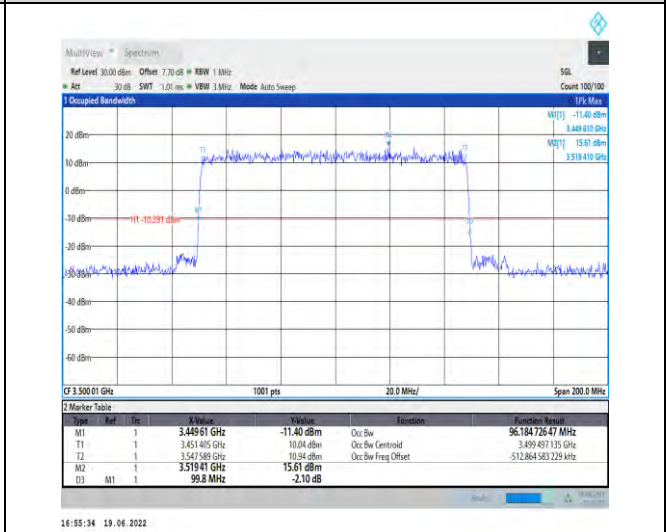 MultiView Spectrum
Ref Level 30.00 dBm Offset 7.70 dB RBW 1 MHz SGL
Att 30 dB SWT 1.01 ms VBW 3 MHz Mode Auto Sweep Count 100/100
1 Occupied Bandwidth 1Pk Max
M1[1] -11.40 dBm
3.449 610 GHz
20 dBm M2[1] 15.61 dBm
3.519 410 GHz
10 dBm
0 dBm
-10 dBm H1 -10.391 dBm
-20 dBm
-30 dBm
-40 dBm
-50 dBm
-60 dBm
CF 3.500 01 GHz 1001 pts 20.0 MHz/ Span 200.0 MHz
2 Marker Table
Type Ref Trc X-Value Y-Value Function Function Result
M1 1 3.449 61 GHz -11.40 dBm Occ Bw 96.184 726 47 MHz
T1 1 3.451 405 GHz 10.04 dBm Occ Bw Centroid 3.499 497 135 GHz
T2 1 3.547 589 GHz 10.94 dBm Occ Bw Freq Offset -512.864 583 229 kHz
M2 1 3.519 41 GHz 15.61 dBm
D3 M1 1 99.8 MHz -2.10 dB
16:55:34 19.06.2022